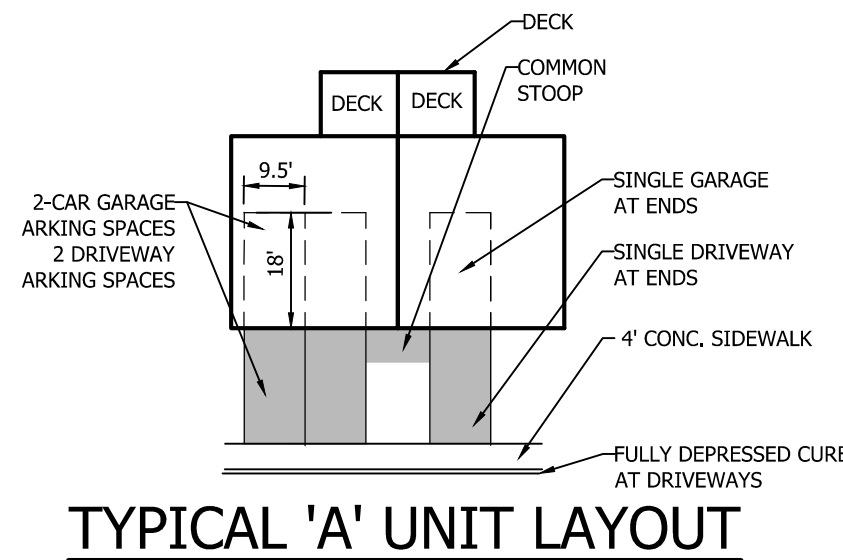 DECK
COMMON
STOOP
DECK
DECK
9.5'
18'
2-CAR GARAGE
ARKING SPACES
2 DRIVEWAY
ARKING SPACES
SINGLE GARAGE
AT ENDS
SINGLE DRIVEWAY
AT ENDS
4' CONC. SIDEWALK
FULLY DEPRESSED CURB
AT DRIVEWAYS
TYPICAL 'A' UNIT LAYOUT